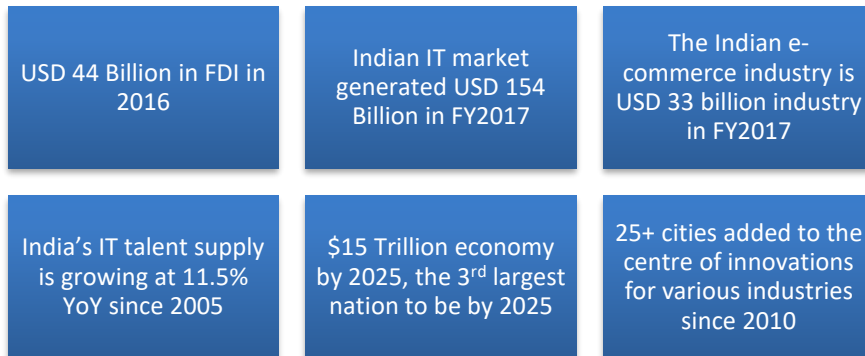 USD 44 Billion in FDI in
2016
Indian IT market
generated USD 154
Billion in FY2017
The Indian e-
commerce industry is
USD 33 billion industry
in FY2017
India’s IT talent supply
is growing at 11.5%
YoY since 2005
$15 Trillion economy
by 2025, the 3rd largest
nation to be by 2025
25+ cities added to the
centre of innovations
for various industries
since 2010